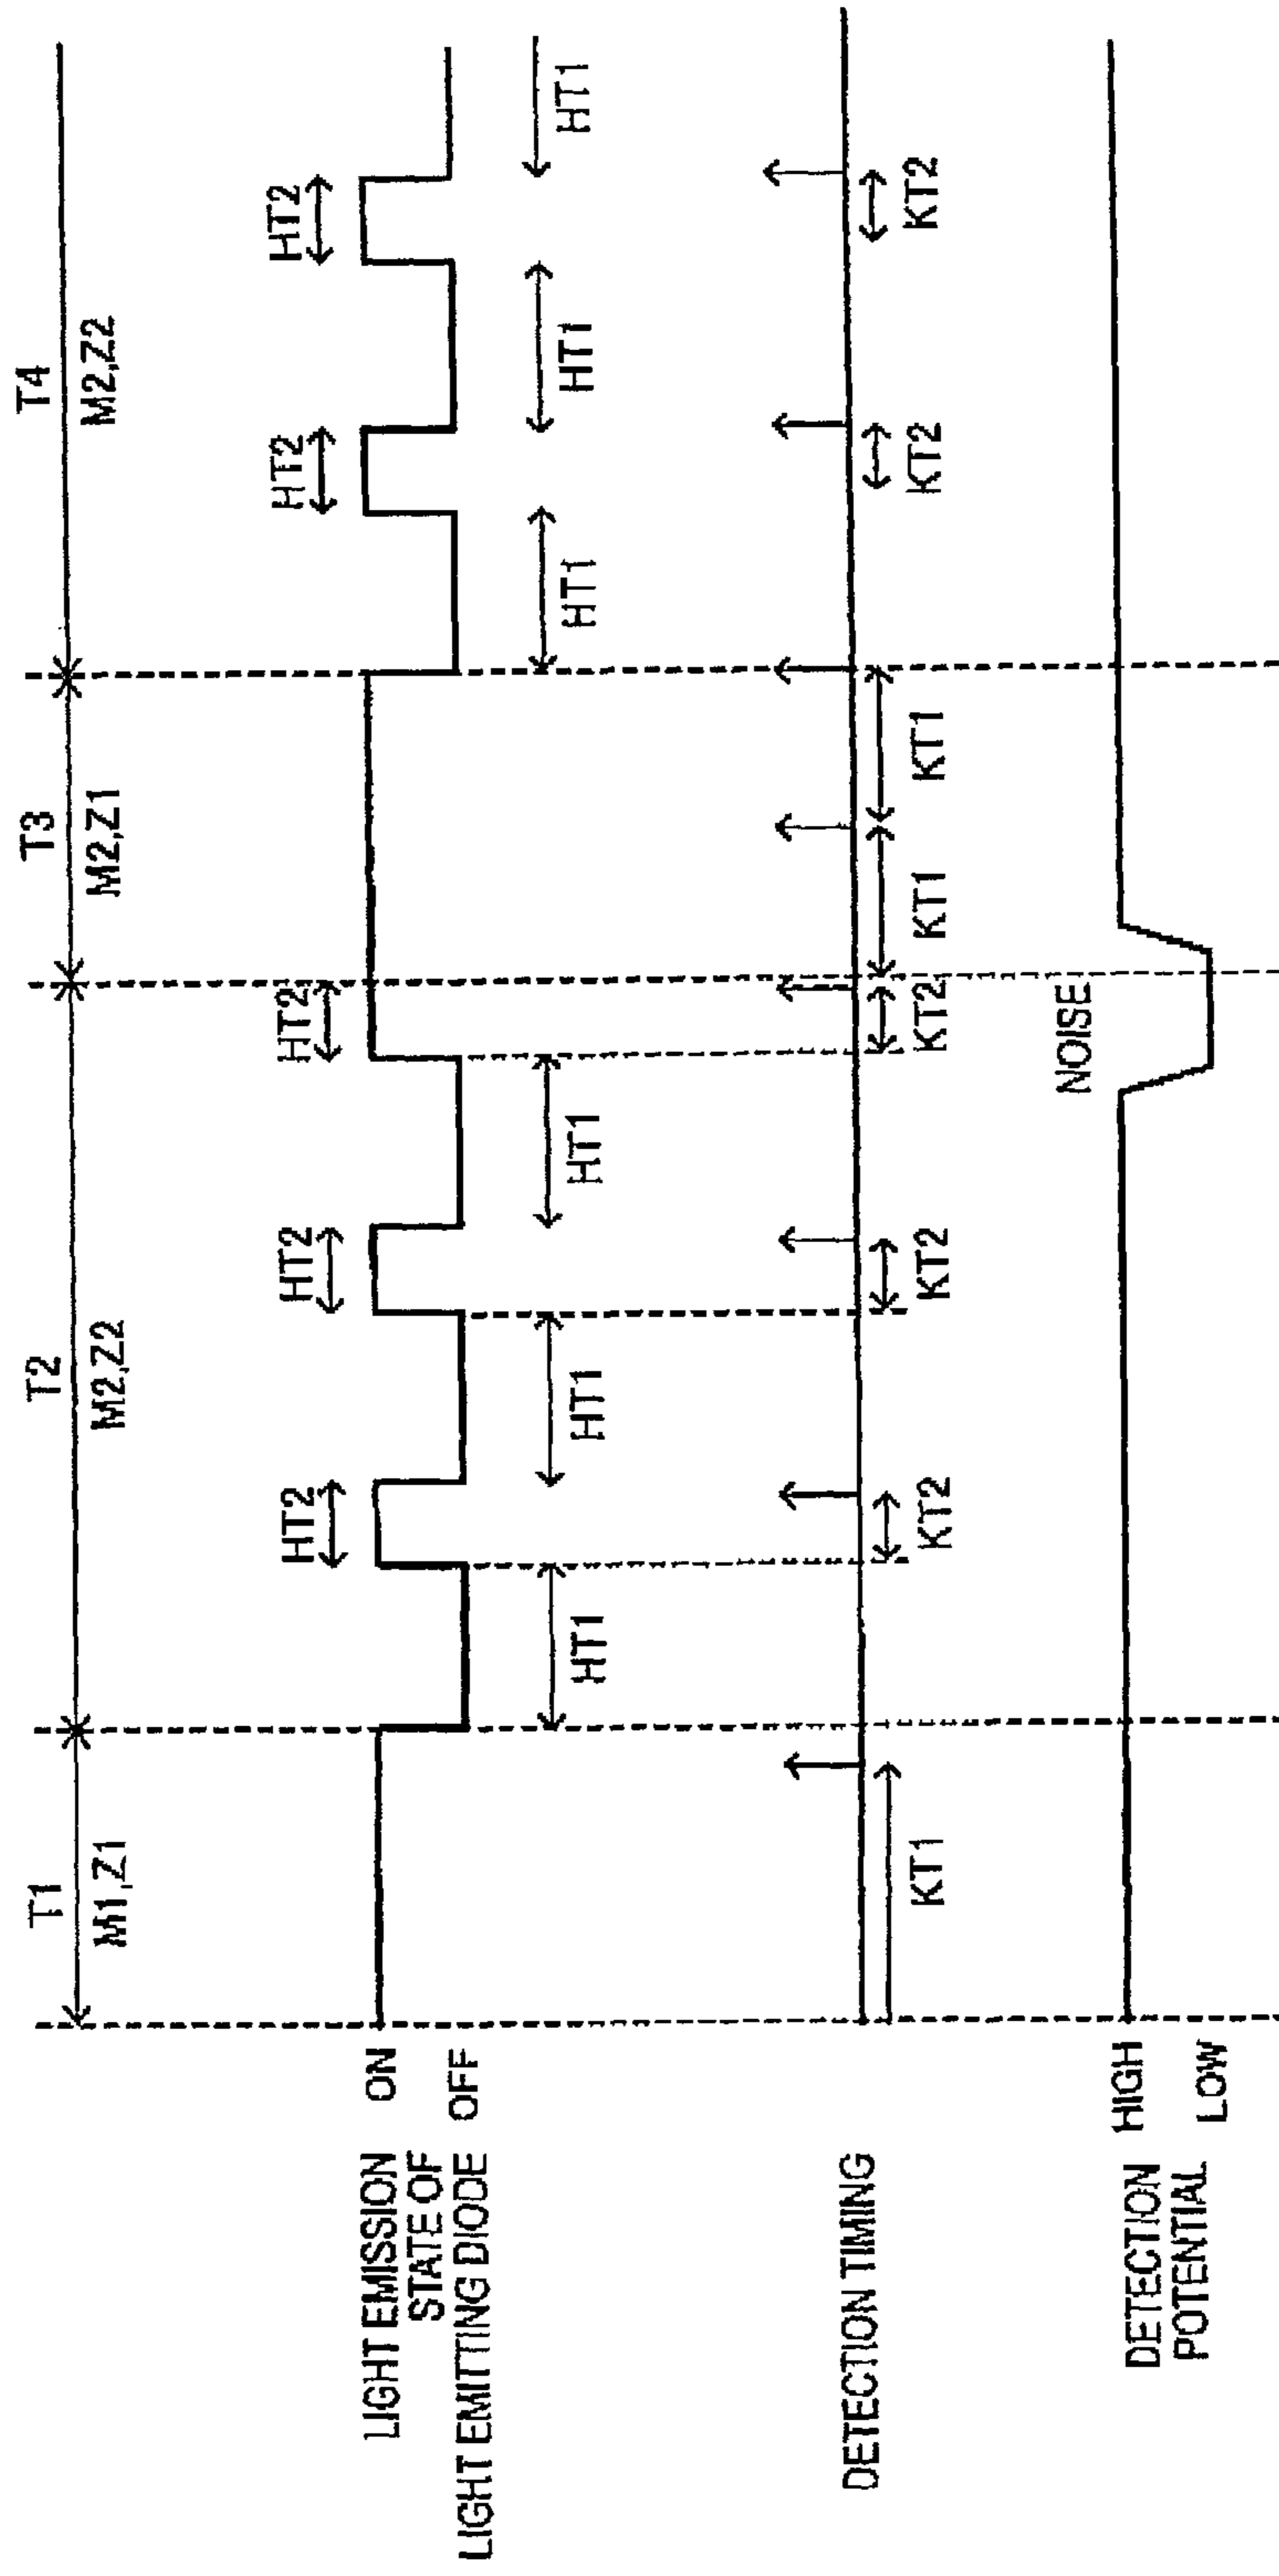 T1
T2
T3
T4
M1,Z1
M2,Z2
M2,Z1
M2,Z2
HT2
HT2
HT2
HT2
HT2
LIGHT EMISSION
STATE OF
LIGHT EMITTING DIODE
ON
OFF
HT1
HT1
HT1
HT1
HT1
HT1
DETECTION TIMING
KT1
KT2
KT2
KT2
KT1
KT1
KT2
KT2
NOISE
DETECTION
POTENTIAL
HIGH
LOW